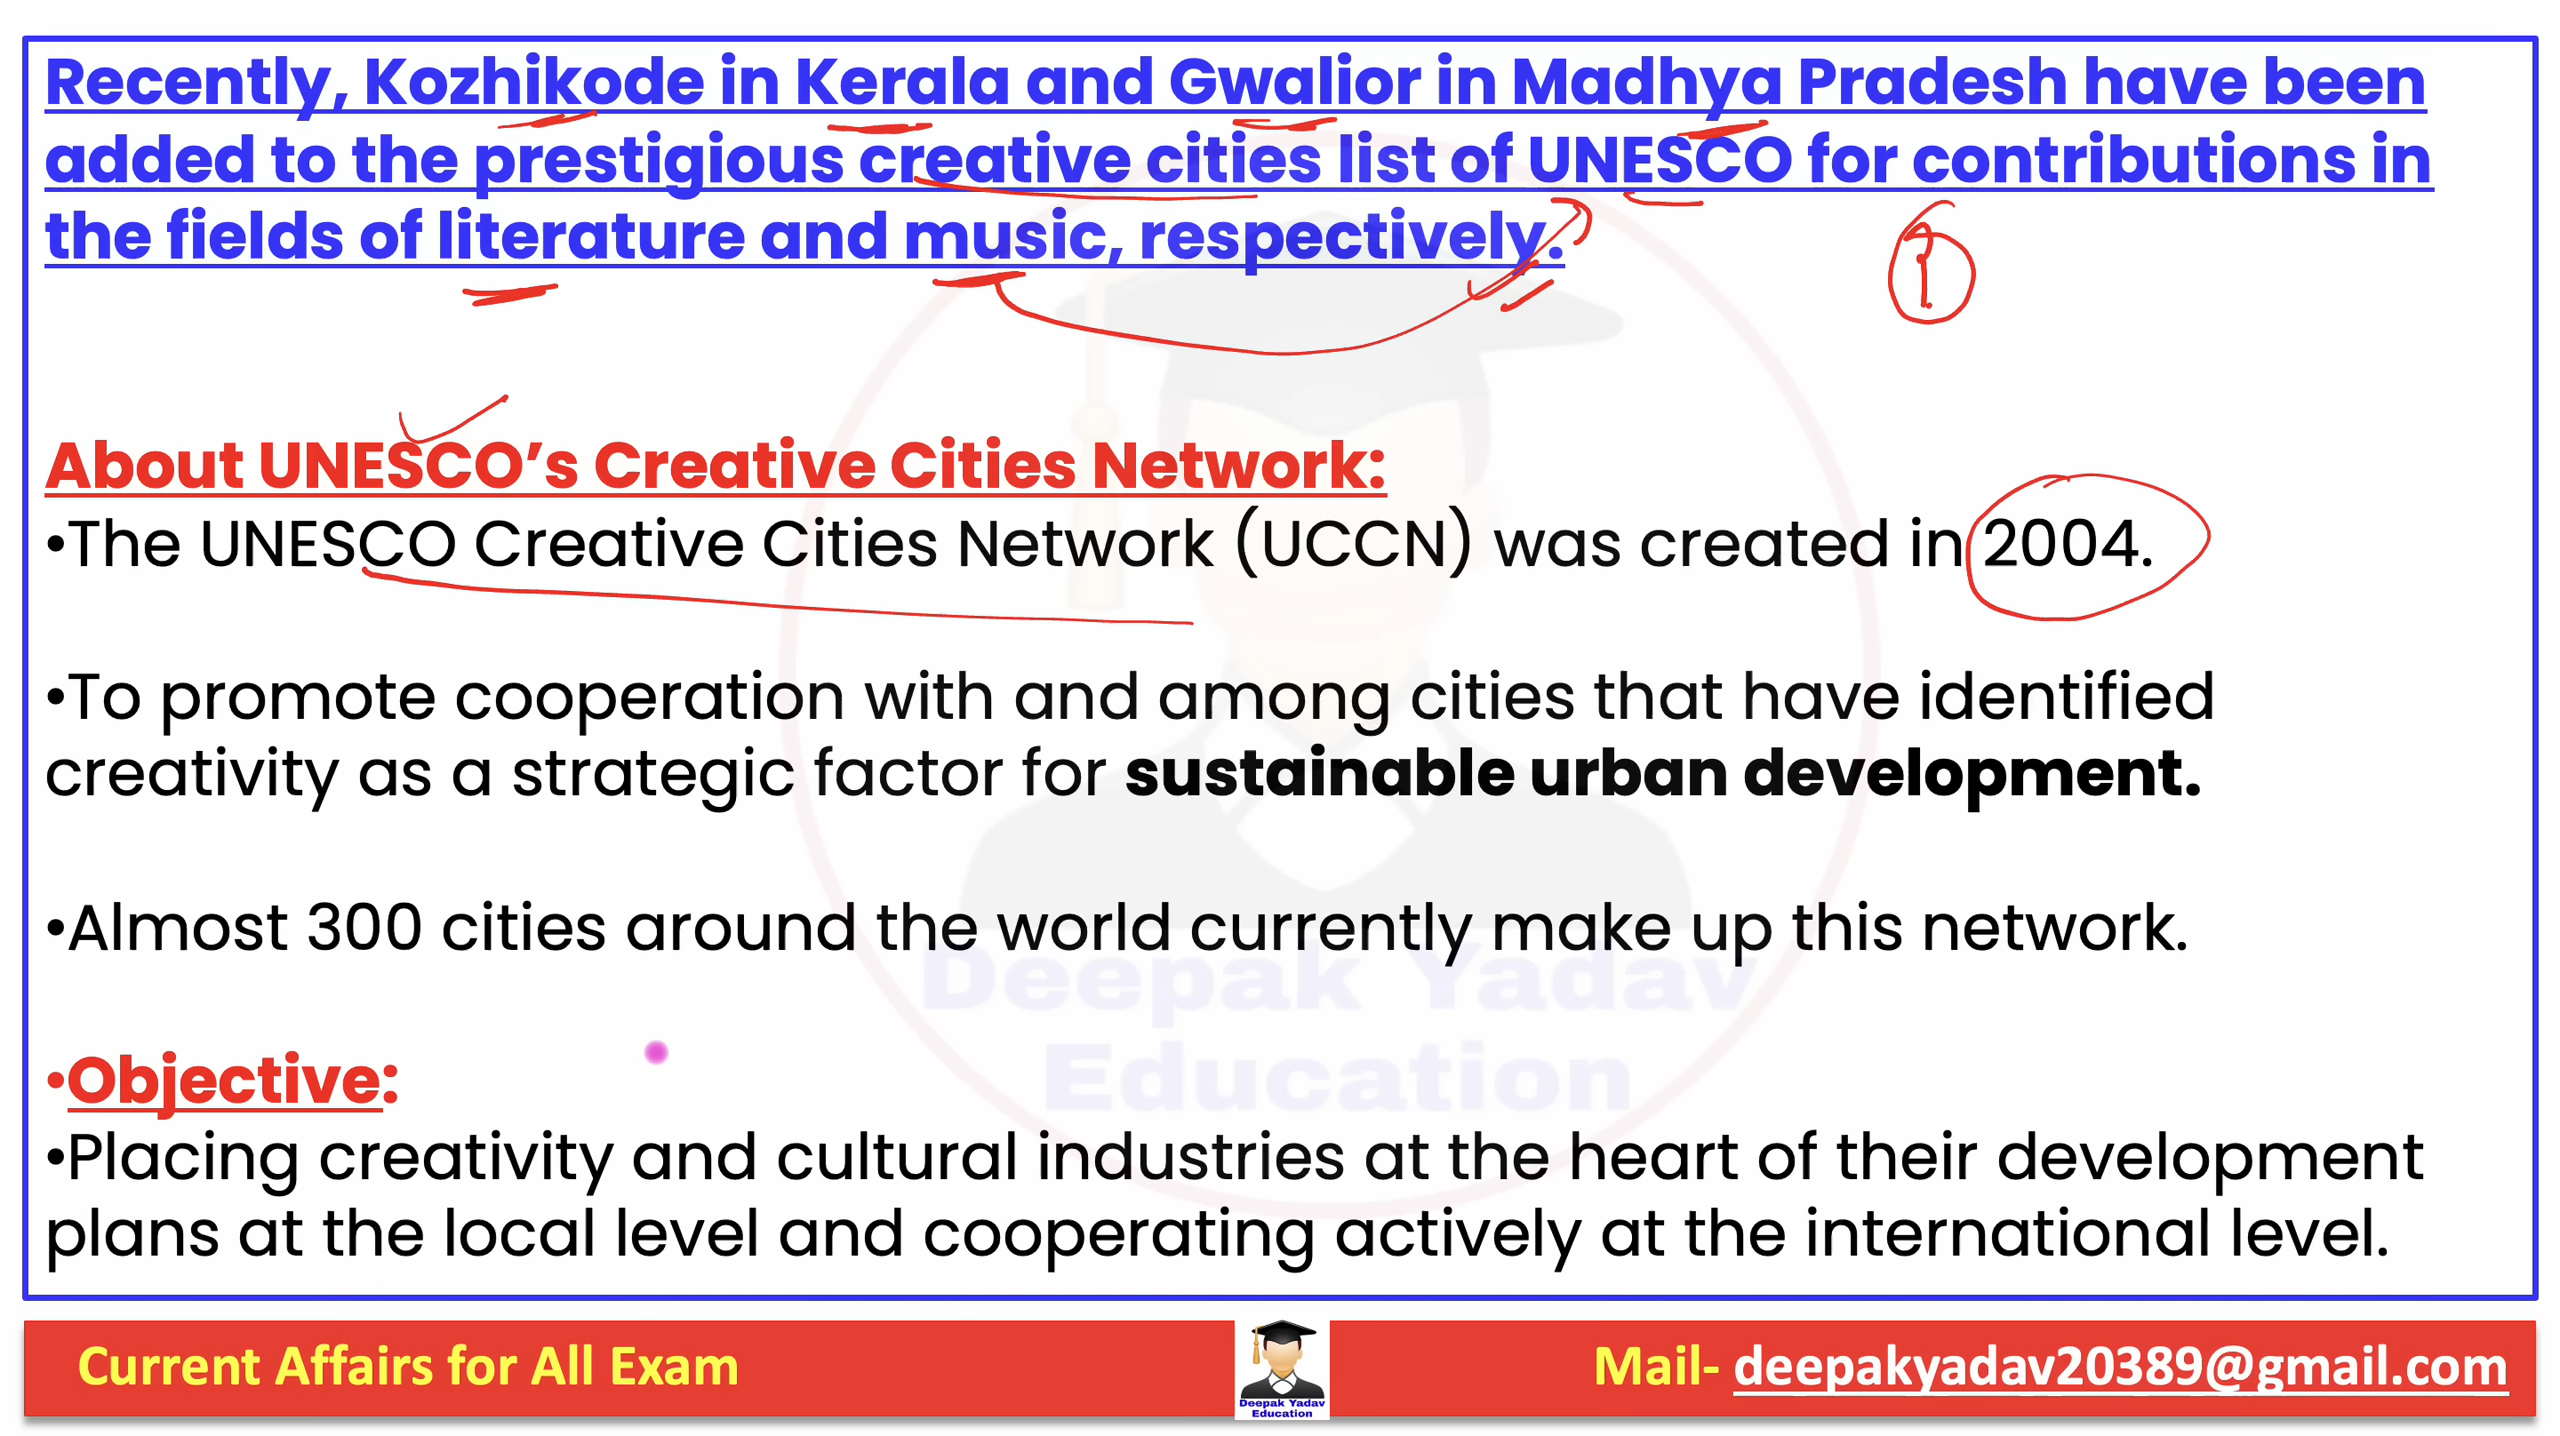 Recently, Kozhikode in Kerala and Gwalior in Madhya Pradesh have been
added to the prestigious creative cities list of UNESCO for contributions in
the fields of literature and music, respectively.
About UNESCO’s Creative Cities Network:
•The UNESCO Creative Cities Network (UCCN) was created in 2004.
•To promote cooperation with and among cities that have identified
creativity as a strategic factor for sustainable urban development.
•Almost 300 cities around the world currently make up this network.
Deepak Yadav
Education
•Objective:
•Placing creativity and cultural industries at the heart of their development
plans at the local level and cooperating actively at the international level.
Current Affairs for All Exam
Deepak Yadav
Education
Mail- deepakyadav20389@gmail.com